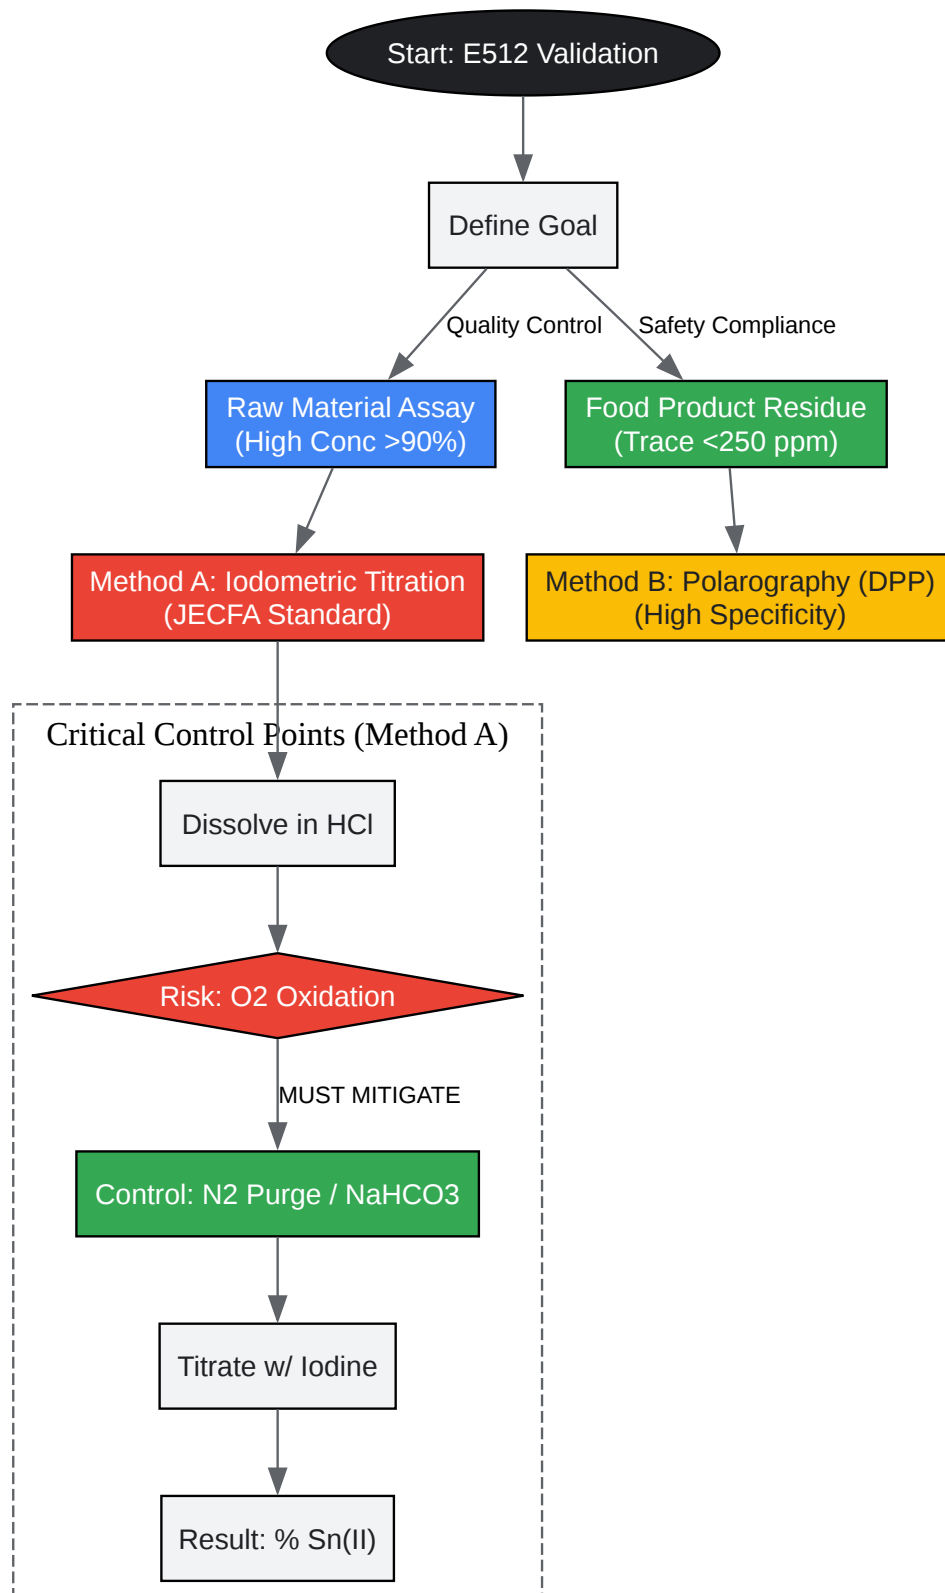 Start: E512 Validation
Define Goal
Quality Control
Safety Compliance
Raw Material Assay
(High Conc >90%)
Food Product Residue
(Trace <250 ppm)
Method A: Iodometric Titration
(JECFA Standard)
Method B: Polarography (DPP)
(High Specificity)
Critical Control Points (Method A)
Dissolve in HCl
Risk: O2 Oxidation
MUST MITIGATE
Control: N2 Purge / NaHCO3
Titrate w/ Iodine
Result: % Sn(II)